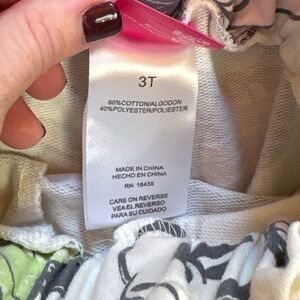 3T
60%COTTON/ALGODON
40%POLYESTER/POLIESTER
MADE IN CHINA
HECHO EN CHINA
RN 16435
CARE ON REVERSE
VEA EL REVERSO
PARA SU CUIDADO